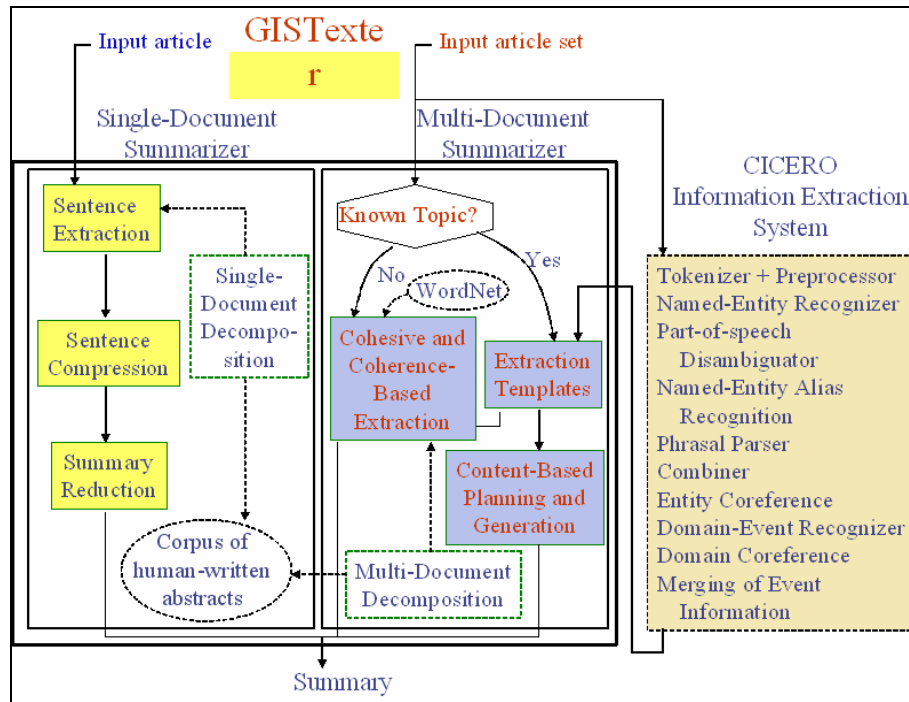 GISTexte
r
Input article
Input article set
Single-Document
Summarizer
Multi-Document
Summarizer
CICERO
Information Extraction
System
Sentence
Extraction
Sentence
Compression
Summary
Reduction
Single-
Document
Decompo-
sition
Corpus of
human-written
abstracts
Known Topic?
No
Yes
WordNet
Cohesive and
Coherence-
Based
Extraction
Extraction
Templates
Content-Based
Planning and
Generation
Multi-Document
Decomposition
Tokenizer + Preprocessor
Named-Entity Recognizer
Part-of-speech
Disambiguator
Named-Entity Alias
Recognition
Phrasal Parser
Combiner
Entity Coreference
Domain-Event Recognizer
Domain Coreference
Merging of Event
Information
Summary